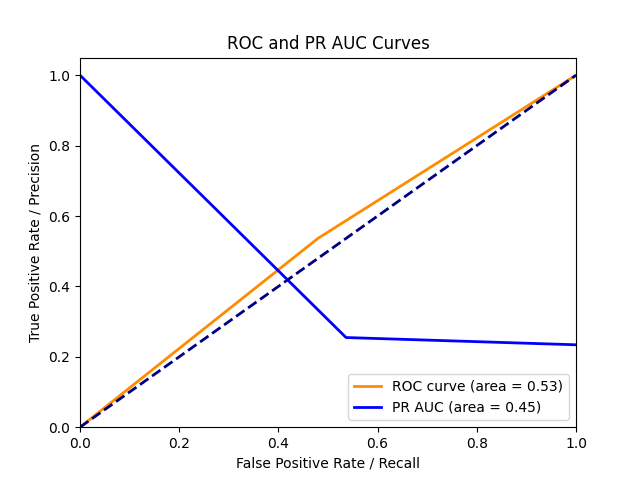 ROC and PR AUC Curves
True Positive Rate / Precision
1.0
0.8
0.6
0.4
0.2
0.0
ROC curve (area = 0.53)
PR AUC (area = 0.45)
0.0 0.2 0.4 0.6 0.8 1.0
False Positive Rate / Recall